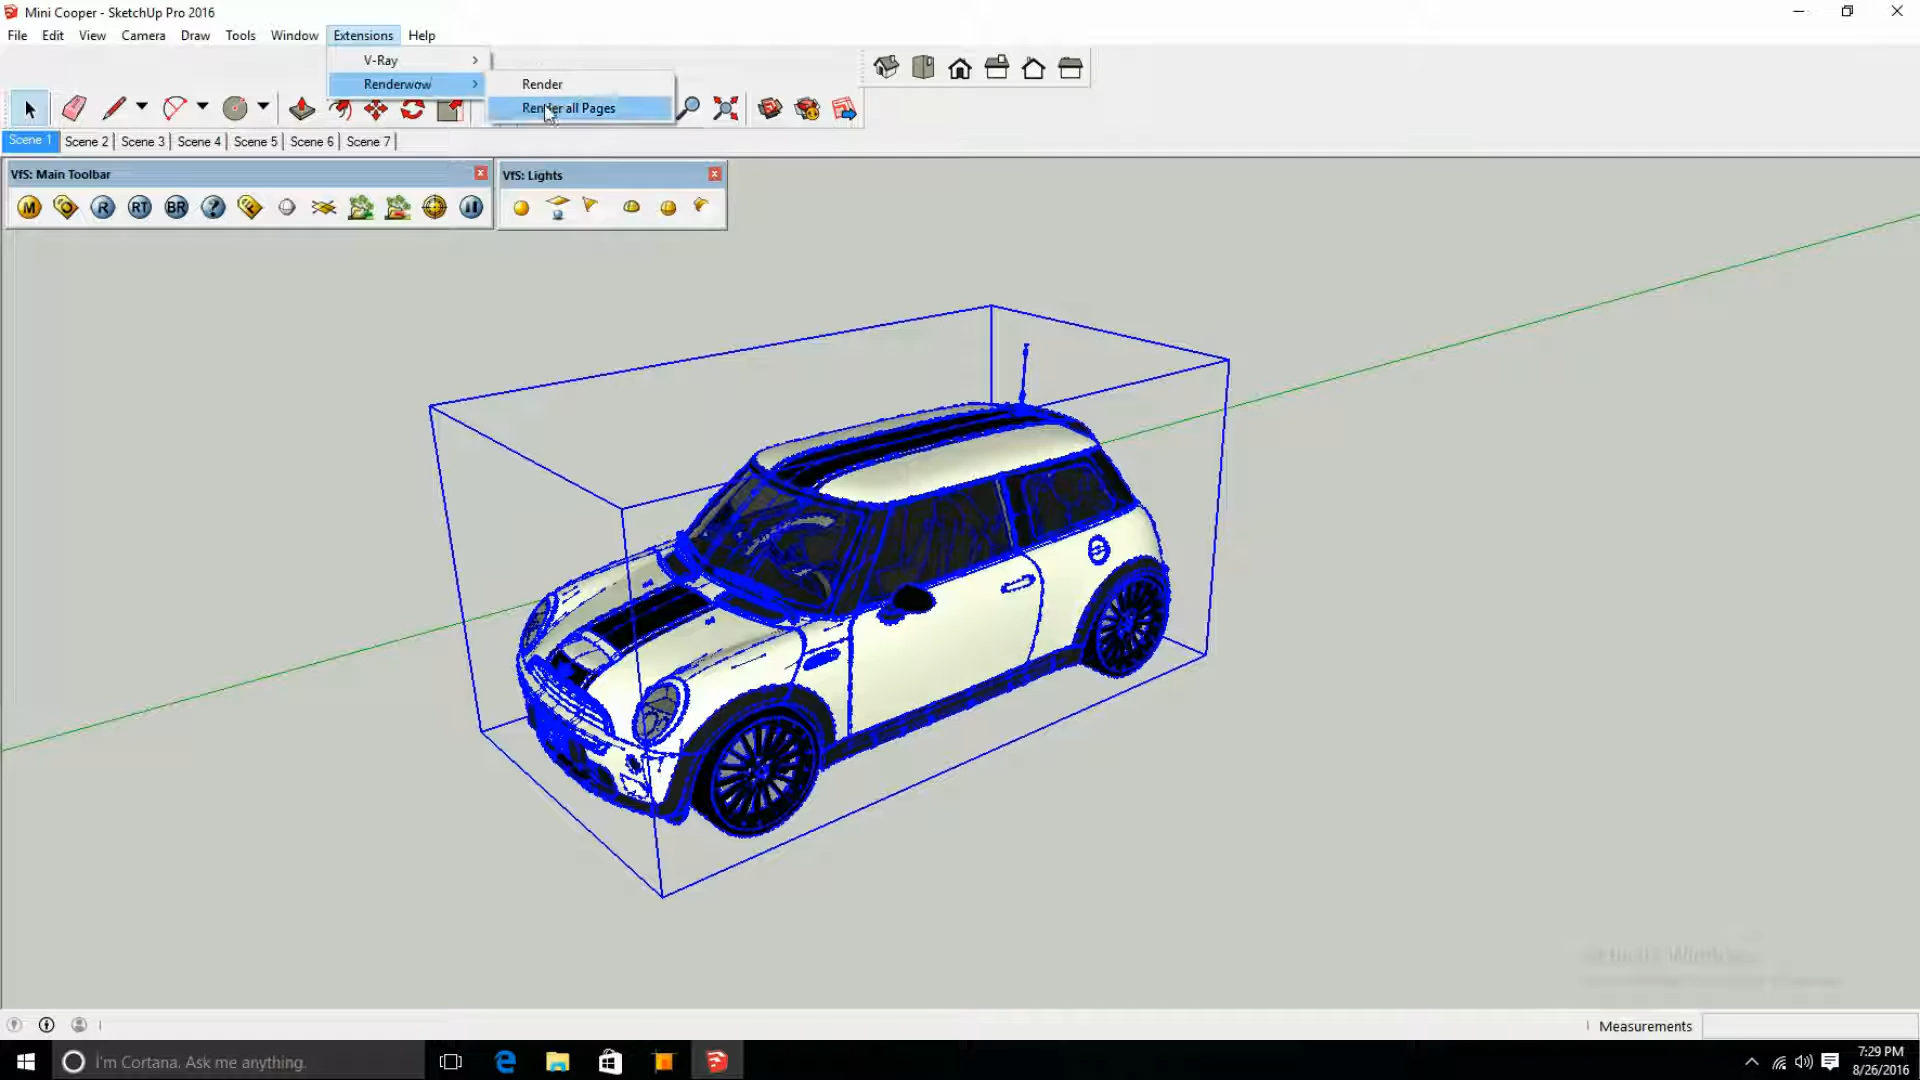 Mini Cooper - SketchUp Pro 2016
File Edit View Camera Draw Tools Window Extensions Help
V-Ray
Renderwow
Render
Render all Pages
Scene 1 Scene 2 Scene 3 Scene 4 Scene 5 Scene 6 Scene 7
VfS: Main Toolbar
VfS: Lights
M R RT BR ?
Measurements
I'm Cortana. Ask me anything.
7:29 PM
8/26/2016